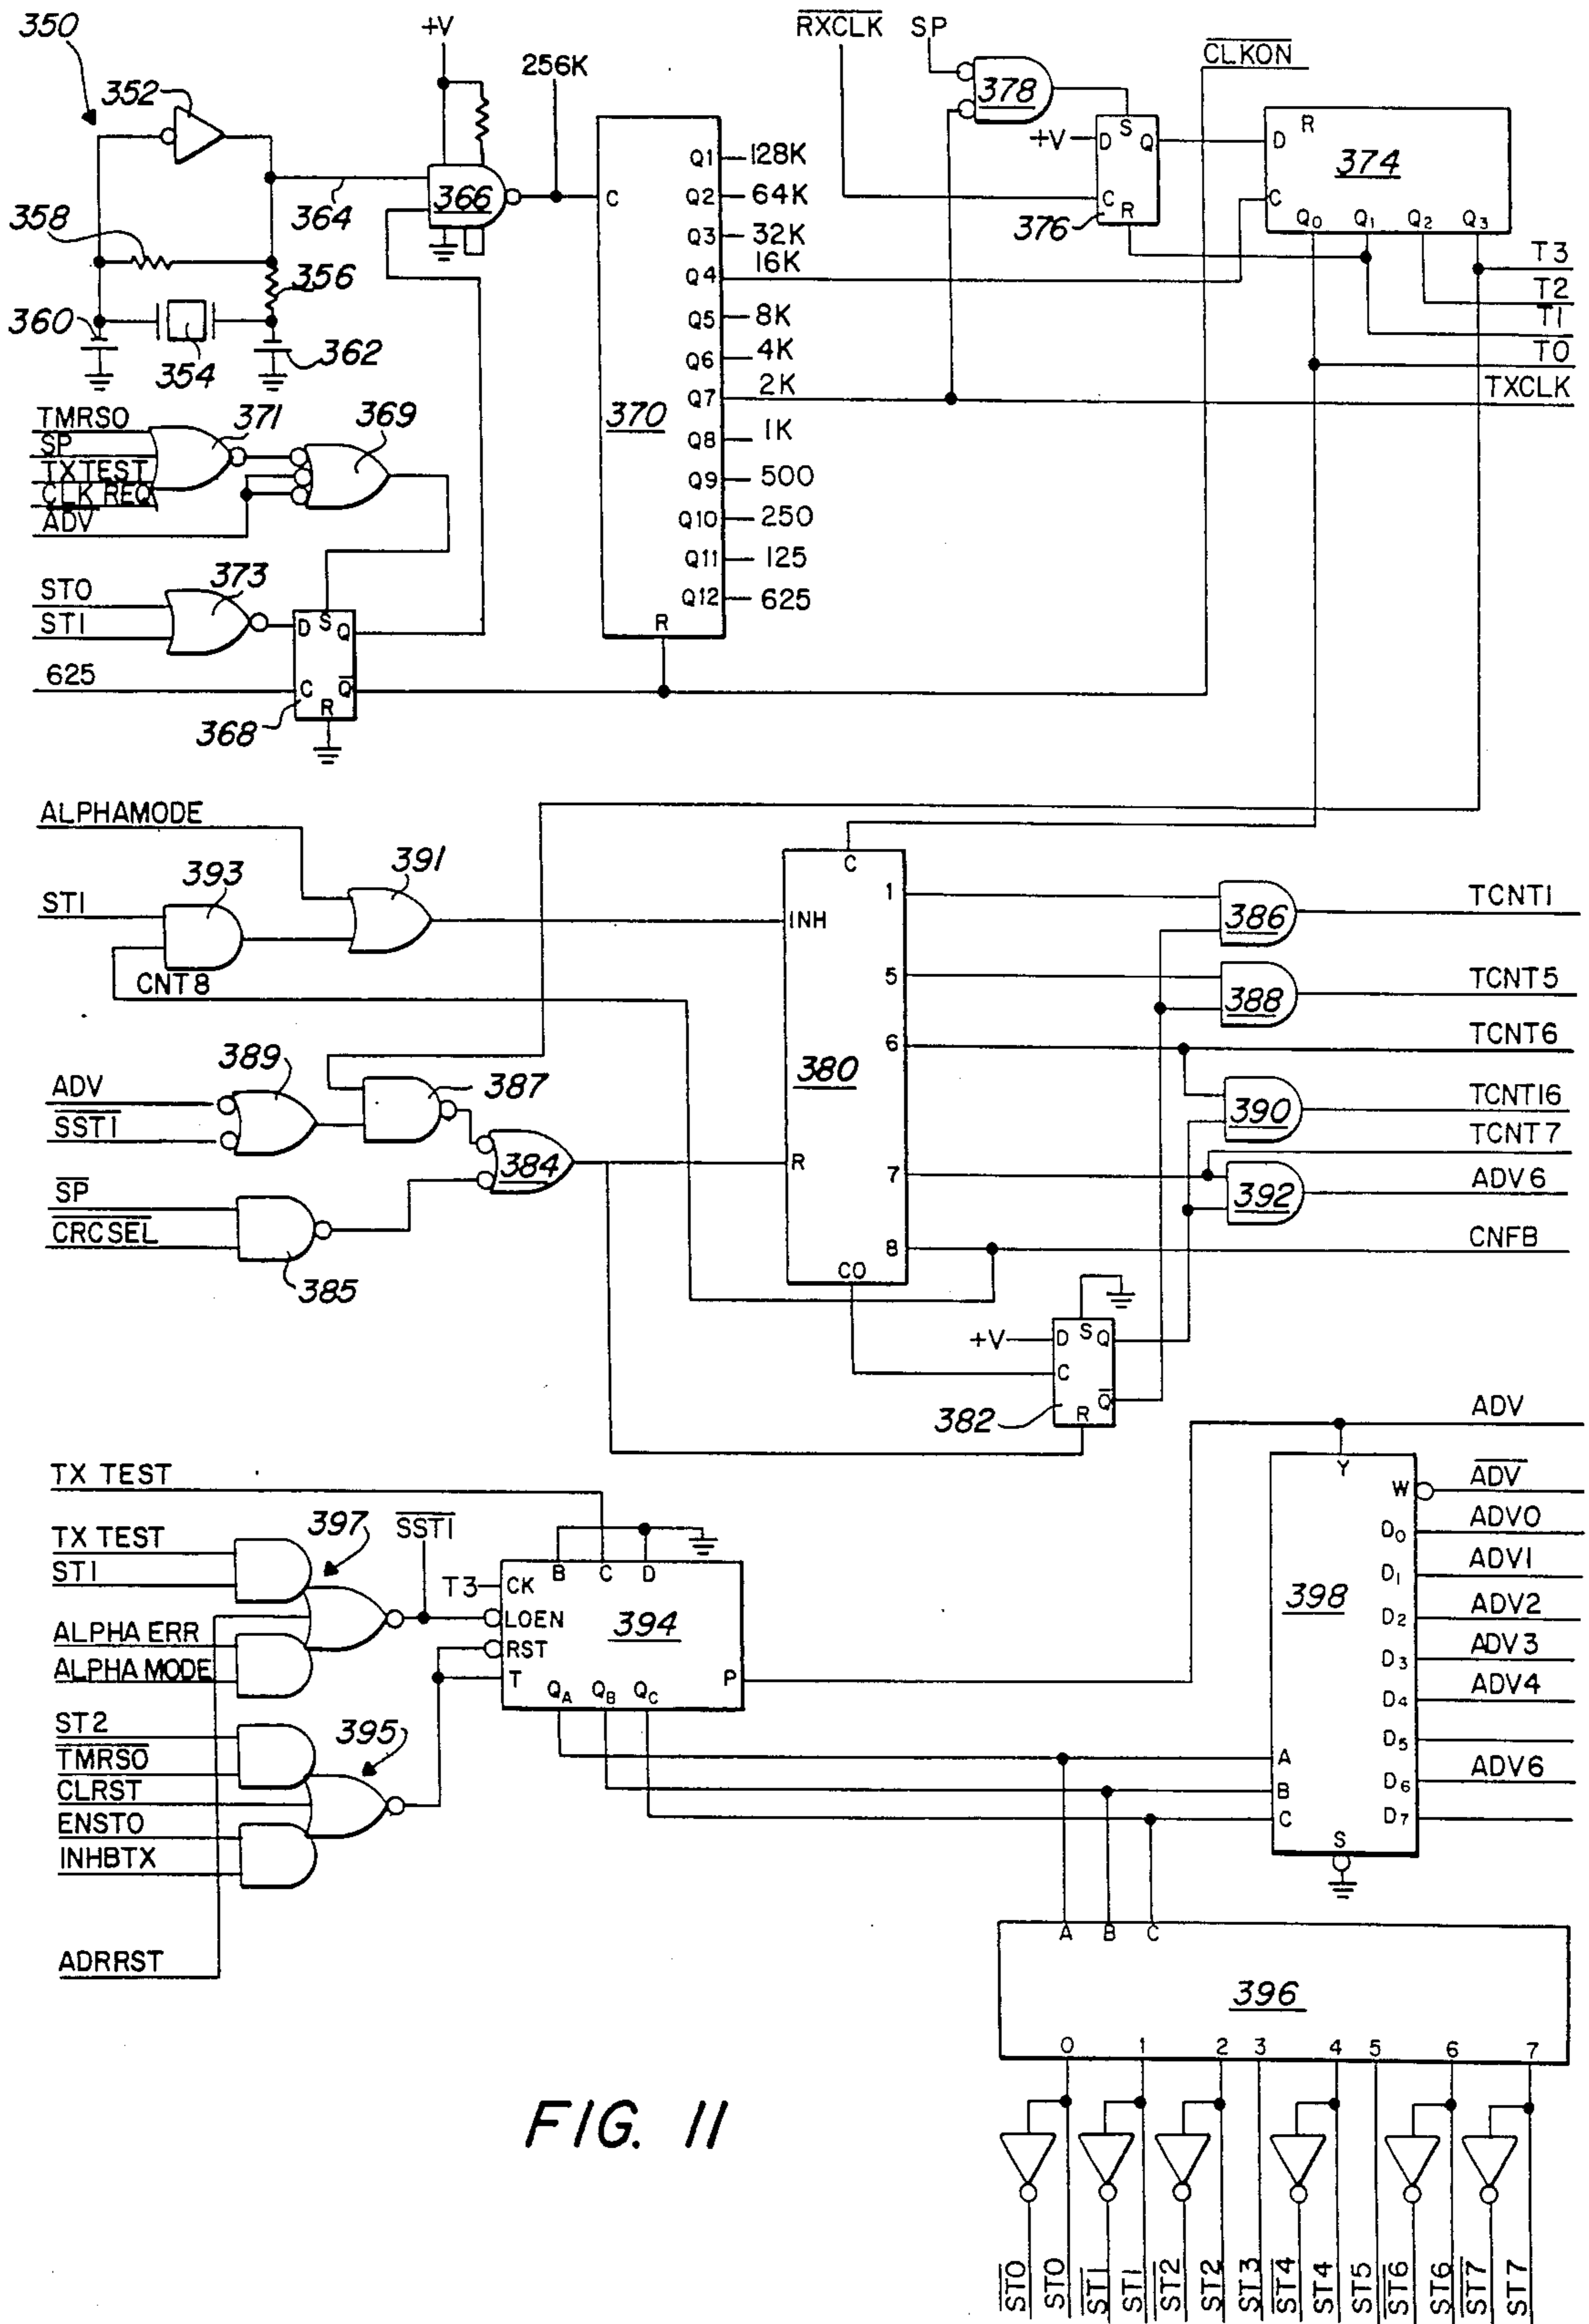 350
+V
RXCLK SP
CLKON
352
256K
378
366
364
358
356
360
354
362
C
Q1 128K
Q2 64K
Q3 32K
Q4 16K
Q5 8K
Q6 4K
Q7 2K
Q8 1K
Q9 500
Q10 250
Q11 125
Q12 625
370
R
+V D S Q
C R
376
D R
374
C
Q0 Q1 Q2 Q3
T3
T2
T1
T0
TXCLK
TMRSO
SP
TXTEST
CLK REQ
ADV
371
369
ST0
ST1
373
625
D S Q
C Q
R
368
ALPHAMODE
393
391
ST1
CNT8
INH
C
1
5
6
7
8
380
R
CO
386
388
390
392
TCNT1
TCNT5
TCNT6
TCNT16
TCNT7
ADV6
CNFB
389
387
ADV
SST1
384
SP
CRCSEL
385
+V D S Q
C
R Q
382
TX TEST
TX TEST
ST1
397
SST1
ALPHA ERR
ALPHA MODE
ST2
TMRSO
CLRST
ENSTO
INHBTX
395
ADRRST
T3 CK
B C D
LOEN
394
RST
T
P
QA QB QC
ADV
Y
W ADV
D0 ADV0
D1 ADV1
398
D2 ADV2
D3 ADV3
D4 ADV4
D5
A
D6 ADV6
B
C D7
S
A B C
396
0 1 2 3 4 5 6 7
ST0 ST0 ST1 ST1 ST2 ST2 ST3 ST4 ST4 ST5 ST6 ST6 ST7 ST7
FIG. 11